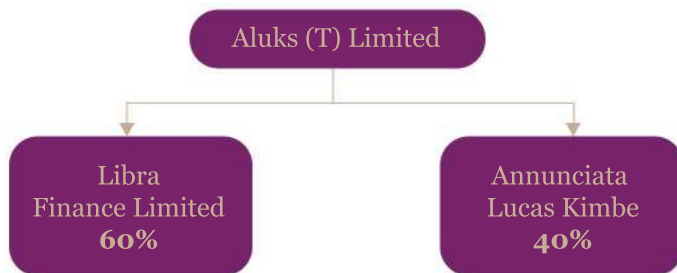 Aluks (T) Limited
Libra
Finance Limited
60%
Annunciata
Lucas Kimbe
40%